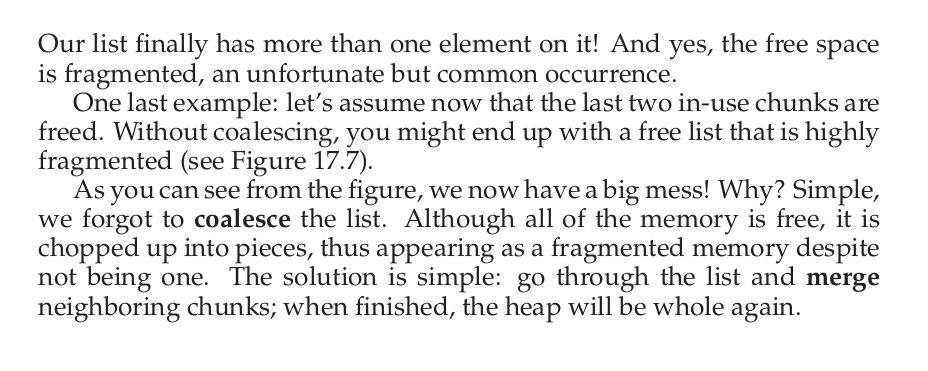 Our list finally has more than one element on it! And yes, the free space
is fragmented, an unfortunate but common occurrence.
One last example: let's assume now that the last two in-use chunks are
freed. Without coalescing, you might end up with a free list that is highly
fragmented (see Figure 17.7).
As you can see from the figure, we now have a big mess! Why? Simple,
we forgot to coalesce the list. Although all of the memory is free, it is
chopped up into pieces, thus appearing as a fragmented memory despite
not being one. The solution is simple: go through the list and merge
neighboring chunks; when finished, the heap will be whole again.